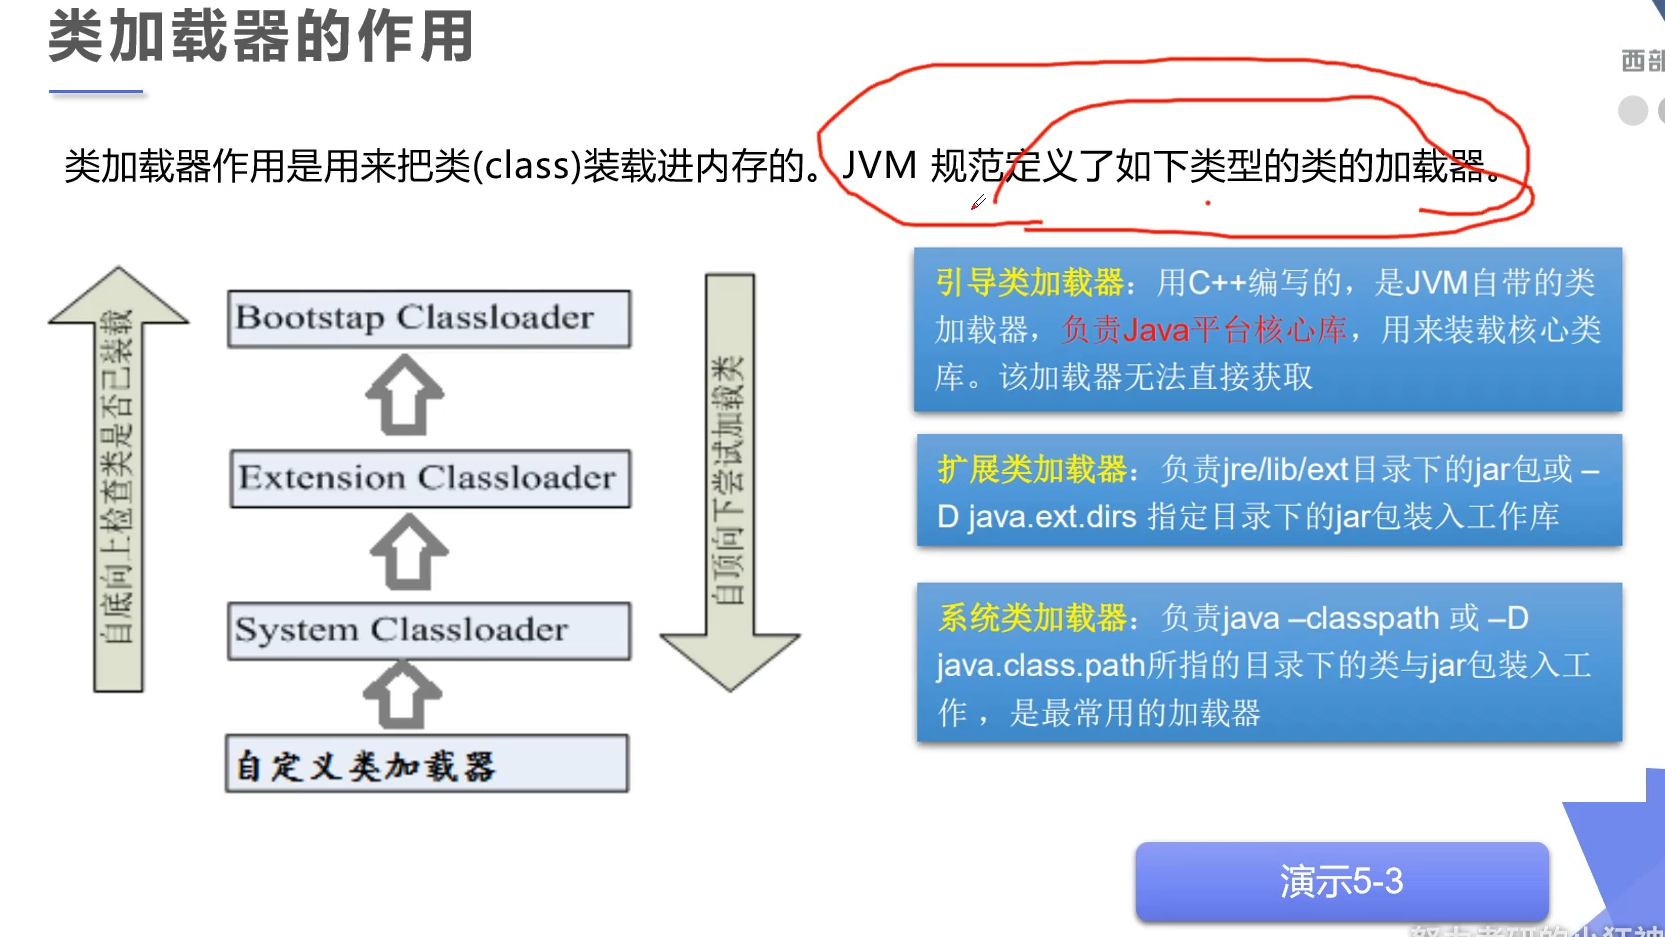 类加载器的作用
西部
类加载器作用是用来把类(class)装载进内存的。JVM 规范定义了如下类型的类的加载器。
自底向上检查类是否已装载
Bootstap Classloader
Extension Classloader
System Classloader
自定义类加载器
自顶向下尝试加载类
引导类加载器：用C++编写的，是JVM自带的类
加载器，负责Java平台核心库，用来装载核心类
库。该加载器无法直接获取
扩展类加载器：负责jre/lib/ext目录下的jar包或 –
D java.ext.dirs 指定目录下的jar包装入工作库
系统类加载器：负责java –classpath 或 –D
java.class.path所指的目录下的类与jar包装入工
作 ，是最常用的加载器
演示5-3